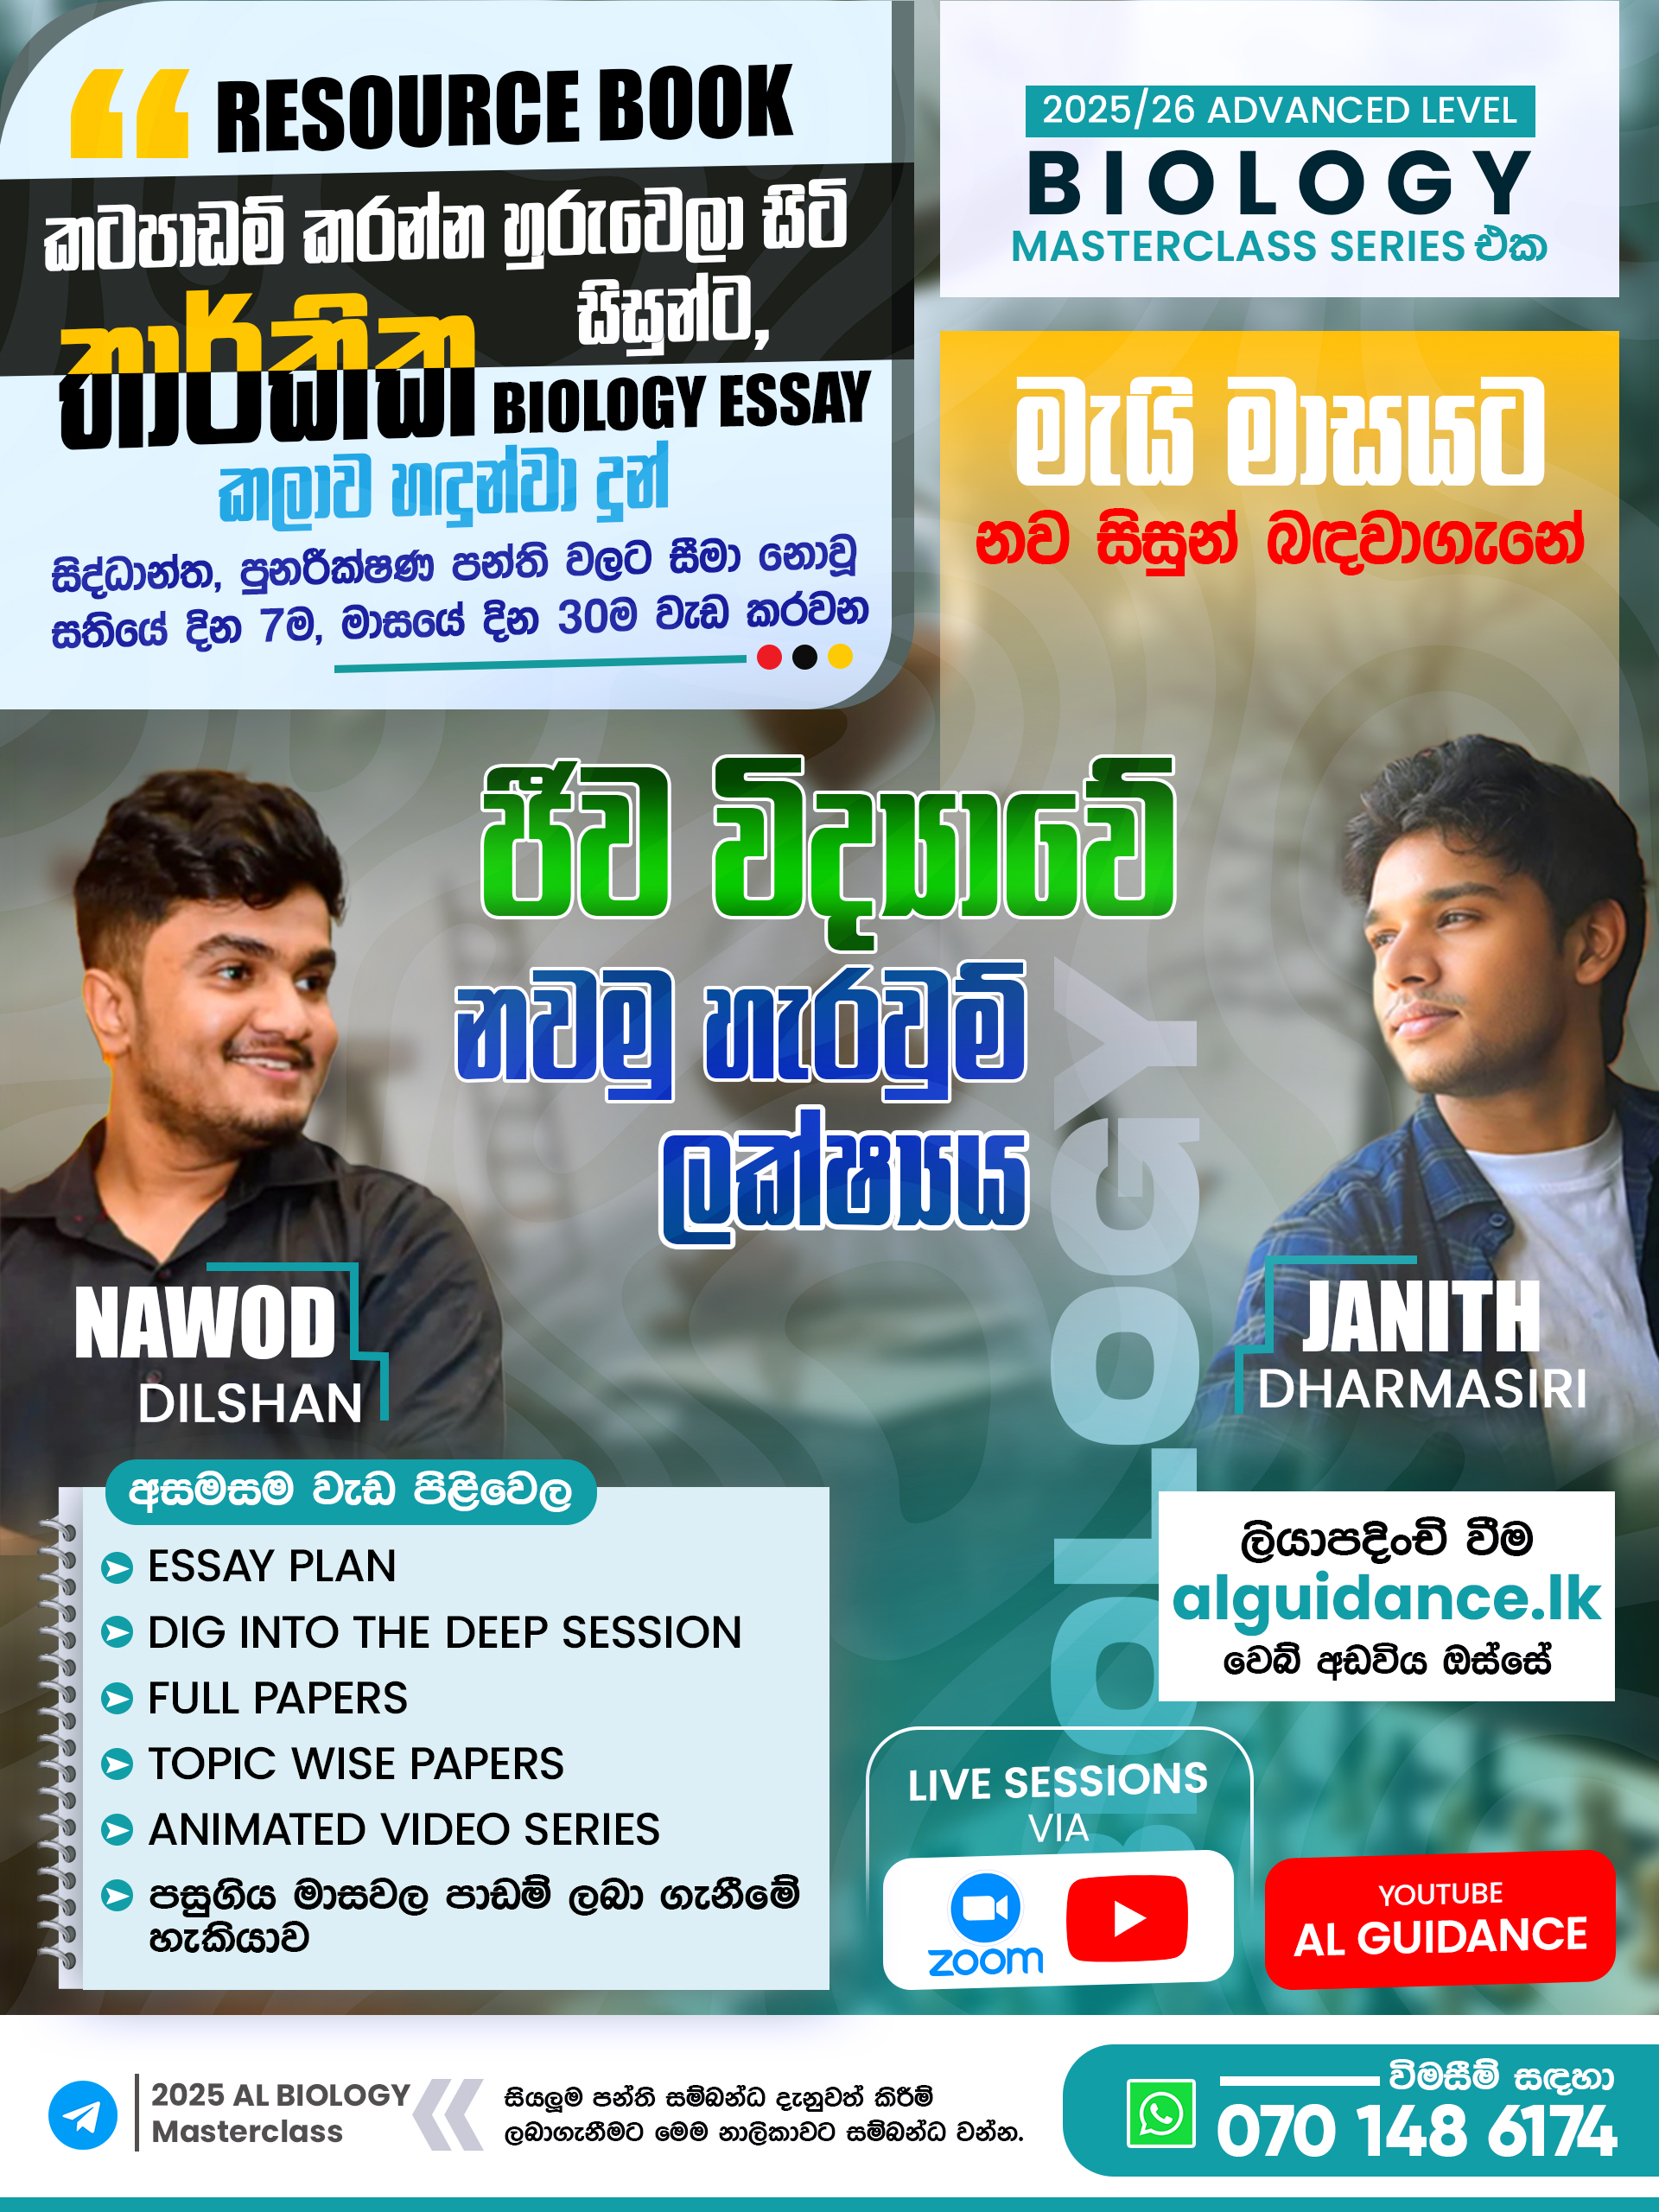 RESOURCE BOOK
කටපාඩම් කරන්න හුරුවෙලා සිටි
සිසුන්ට,
තාර්කික BIOLOGY ESSAY
කලාව හඳුන්වා දුන්
සිද්ධාන්ත, පුනරීක්ෂණ පන්ති වලට සීමා නොවූ
සතියේ දින 7ම, මාසයේ දින 30ම වැඩ කරවන
2025/26 ADVANCED LEVEL
BIOLOGY
MASTERCLASS SERIES එක
මැයි මාසයට
නව සිසුන් බඳවාගැනේ
ජීව විද්‍යාවේ
නවමු හැරවුම්
ලක්ෂ්‍යය
BIOLOGY
NAWOD
DILSHAN
JANITH
DHARMASIRI
අසමසම වැඩ පිළිවෙල
ESSAY PLAN
DIG INTO THE DEEP SESSION
FULL PAPERS
TOPIC WISE PAPERS
ANIMATED VIDEO SERIES
පසුගිය මාසවල පාඩම් ලබා ගැනීමේ
හැකියාව
ලියාපදිංචි වීම
alguidance.lk
වෙබ් අඩවිය ඔස්සේ
LIVE SESSIONS
VIA
zoom
YOUTUBE
AL GUIDANCE
2025 AL BIOLOGY
Masterclass
සියලූම පන්ති සම්බන්ධ දැනුවත් කිරීම්
ලබාගැනීමට මෙම නාලිකාවට සම්බන්ධ වන්න.
විමසීම් සඳහා
070 148 6174